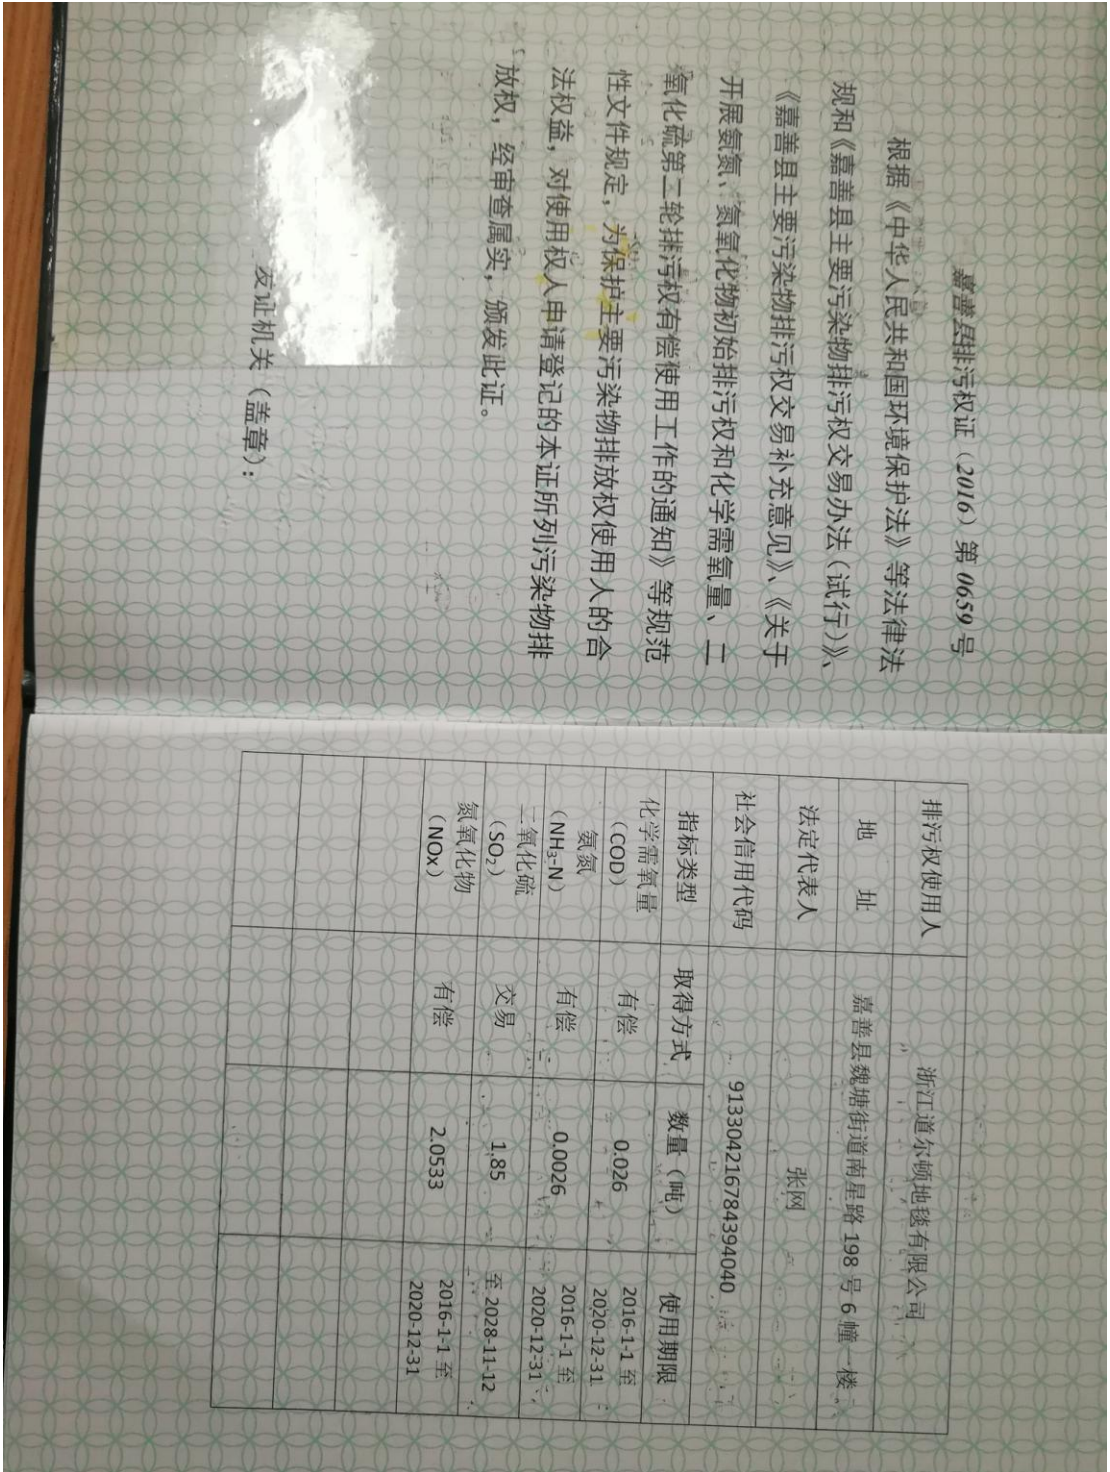 嘉善县排污权证（2016）第 0659 号
根据《中华人民共和国环境保护法》等法律法
规和《嘉善县主要污染物排污权交易办法（试行）》、
《嘉善县主要污染物排污权交易补充意见》、《关于
开展氨氮、氮氧化物初始排污权和化学需氧量、二
氧化硫第二轮排污权有偿使用工作的通知》等规范
性文件规定，为保护主要污染物排放权使用人的合
法权益，对使用权人申请登记的本证所列污染物排
放权，经审查属实，颁发此证。
发证机关（盖章）：
排污权使用人 浙江道尔顿地毯有限公司
地 址 嘉善县魏塘街道南星路 198 号 6 幢一楼
法定代表人 张网
社会信用代码 913304216784394040
指标类型 取得方式 数量（吨） 使用期限
化学需氧量 有偿 0.026 2016-1-1 至
（COD） 2020-12-31
氨氮 有偿 0.0026 2016-1-1 至
（NH₃-N） 2020-12-31
二氧化硫 交易 1.85 至 2028-11-12
（SO₂）
氮氧化物 有偿 2.0533 2016-1-1 至
（NOx） 2020-12-31